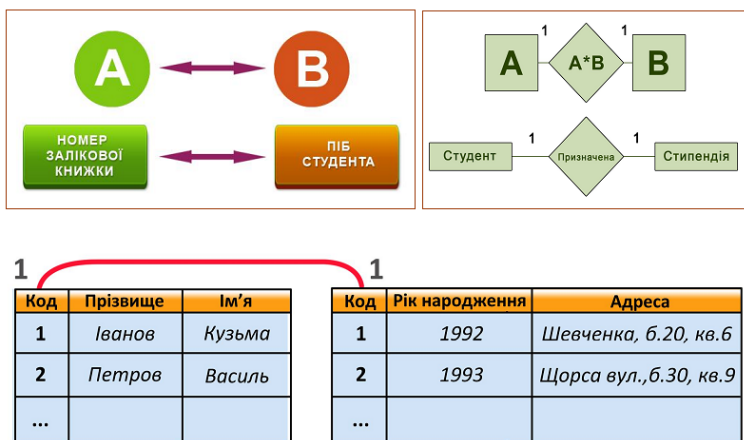 A
B
НОМЕР
ЗАЛІКОВОЇ
КНИЖКИ
ПІБ
СТУДЕНТА
1
1
A
A*B
B
1
1
Студент
Призначена
Стипендія
1
1
Код Прізвище Ім’я
1 Іванов Кузьма
2 Петров Василь
...
Код Рік народження Адреса
1 1992 Шевченка, б.20, кв.6
2 1993 Щорса вул.,б.30, кв.9
...